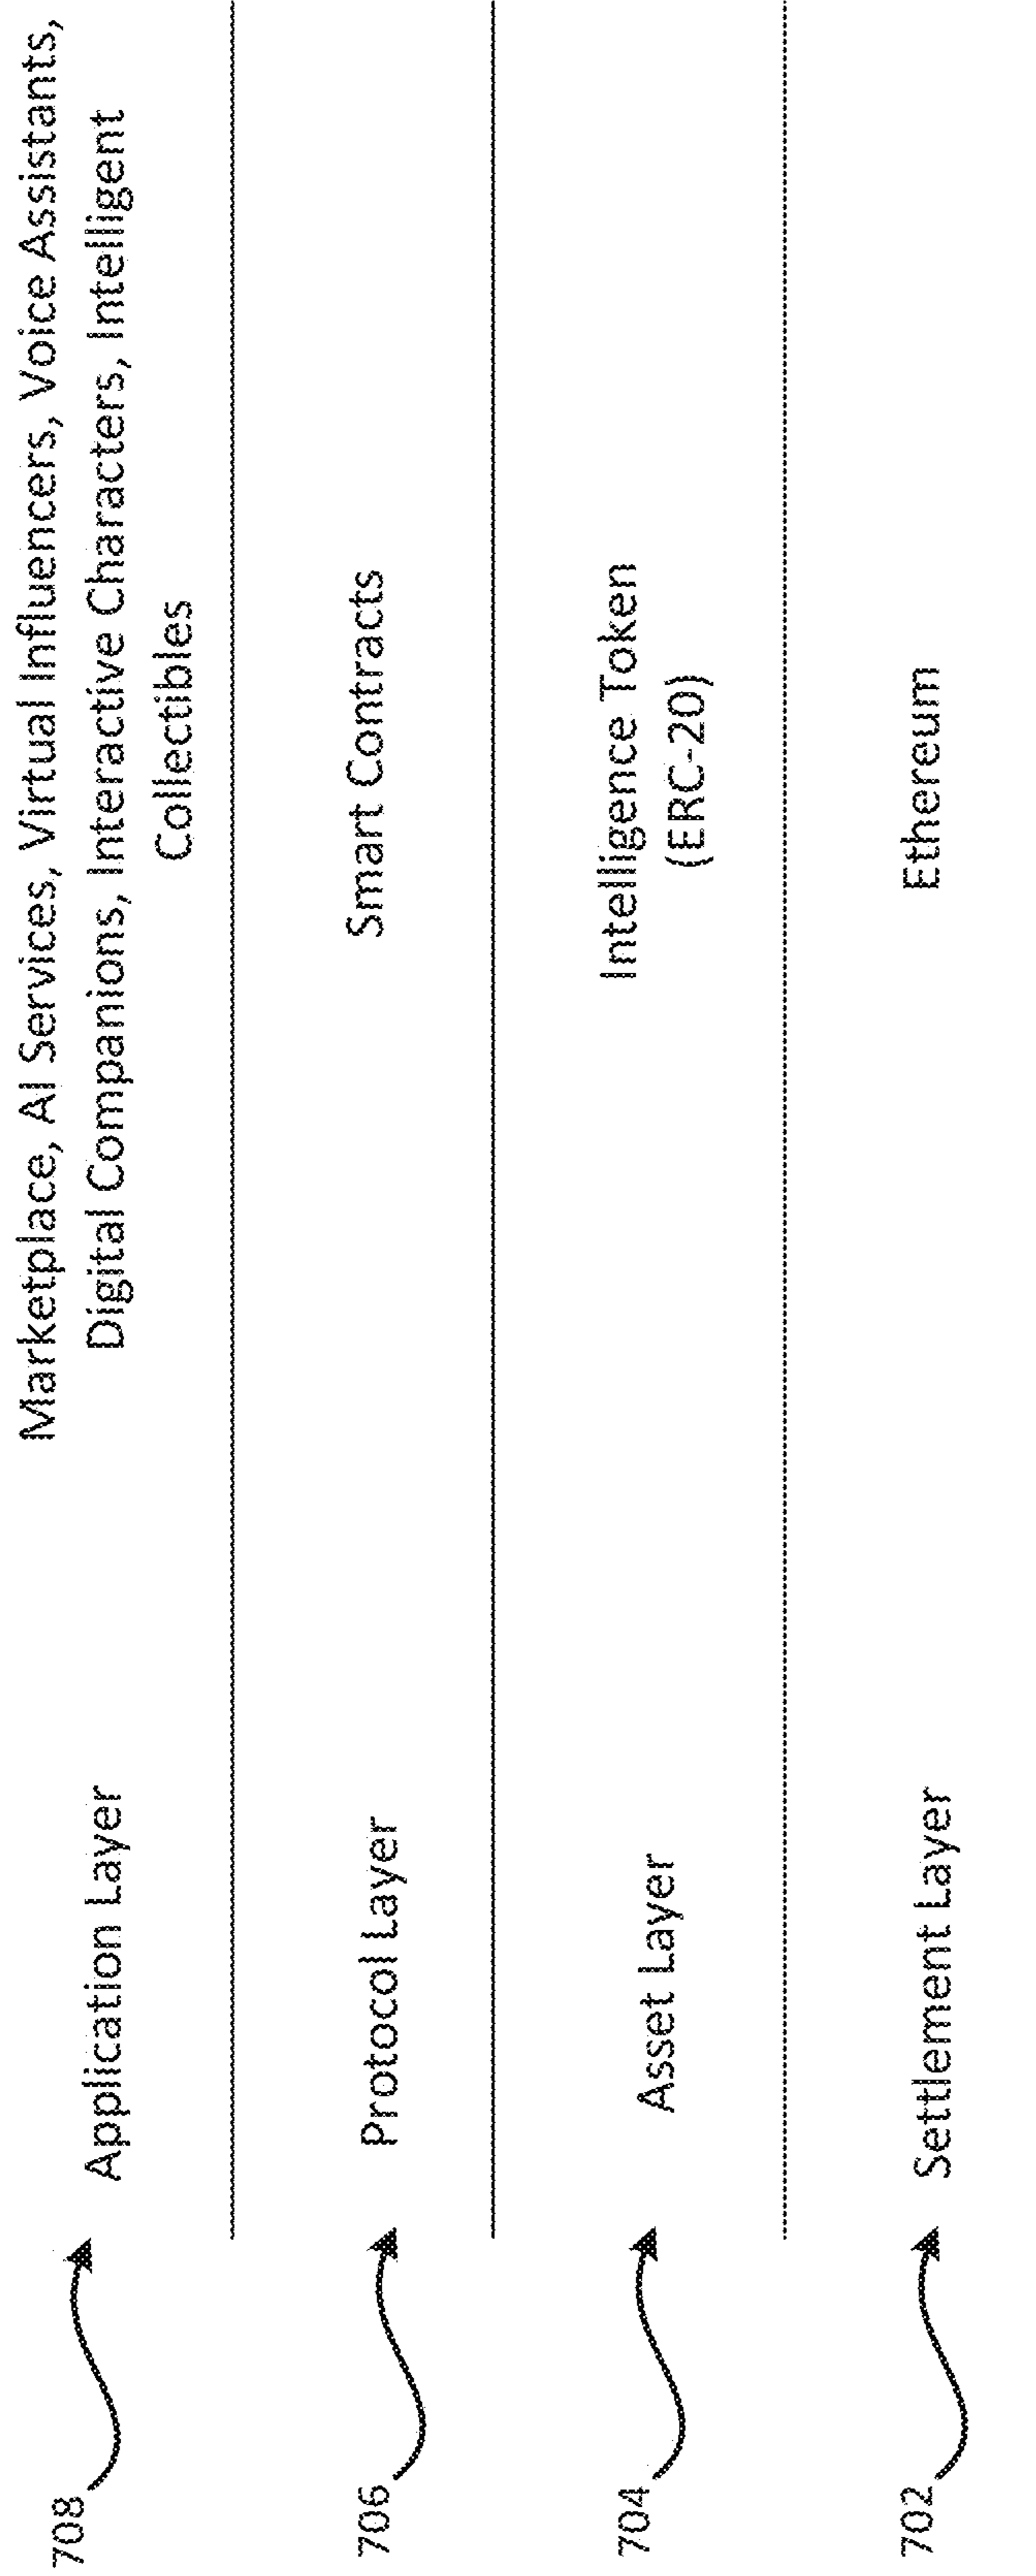 708
Application Layer
Marketplace, AI Services, Virtual Influencers, Voice Assistants,
Digital Companions, Interactive Characters, Intelligent
Collectibles
706
Protocol Layer
Smart Contracts
704
Asset Layer
Intelligence Token
(ERC-20)
702
Settlement Layer
Ethereum